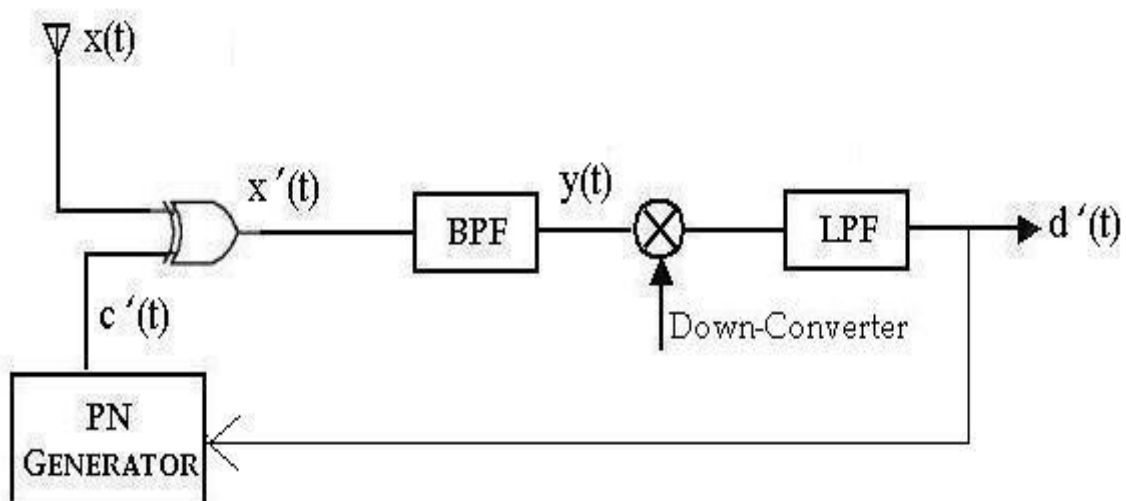 x(t)
x ′(t)
BPF
y(t)
LPF
d ′(t)
c ′(t)
Down-Converter
PN
GENERATOR